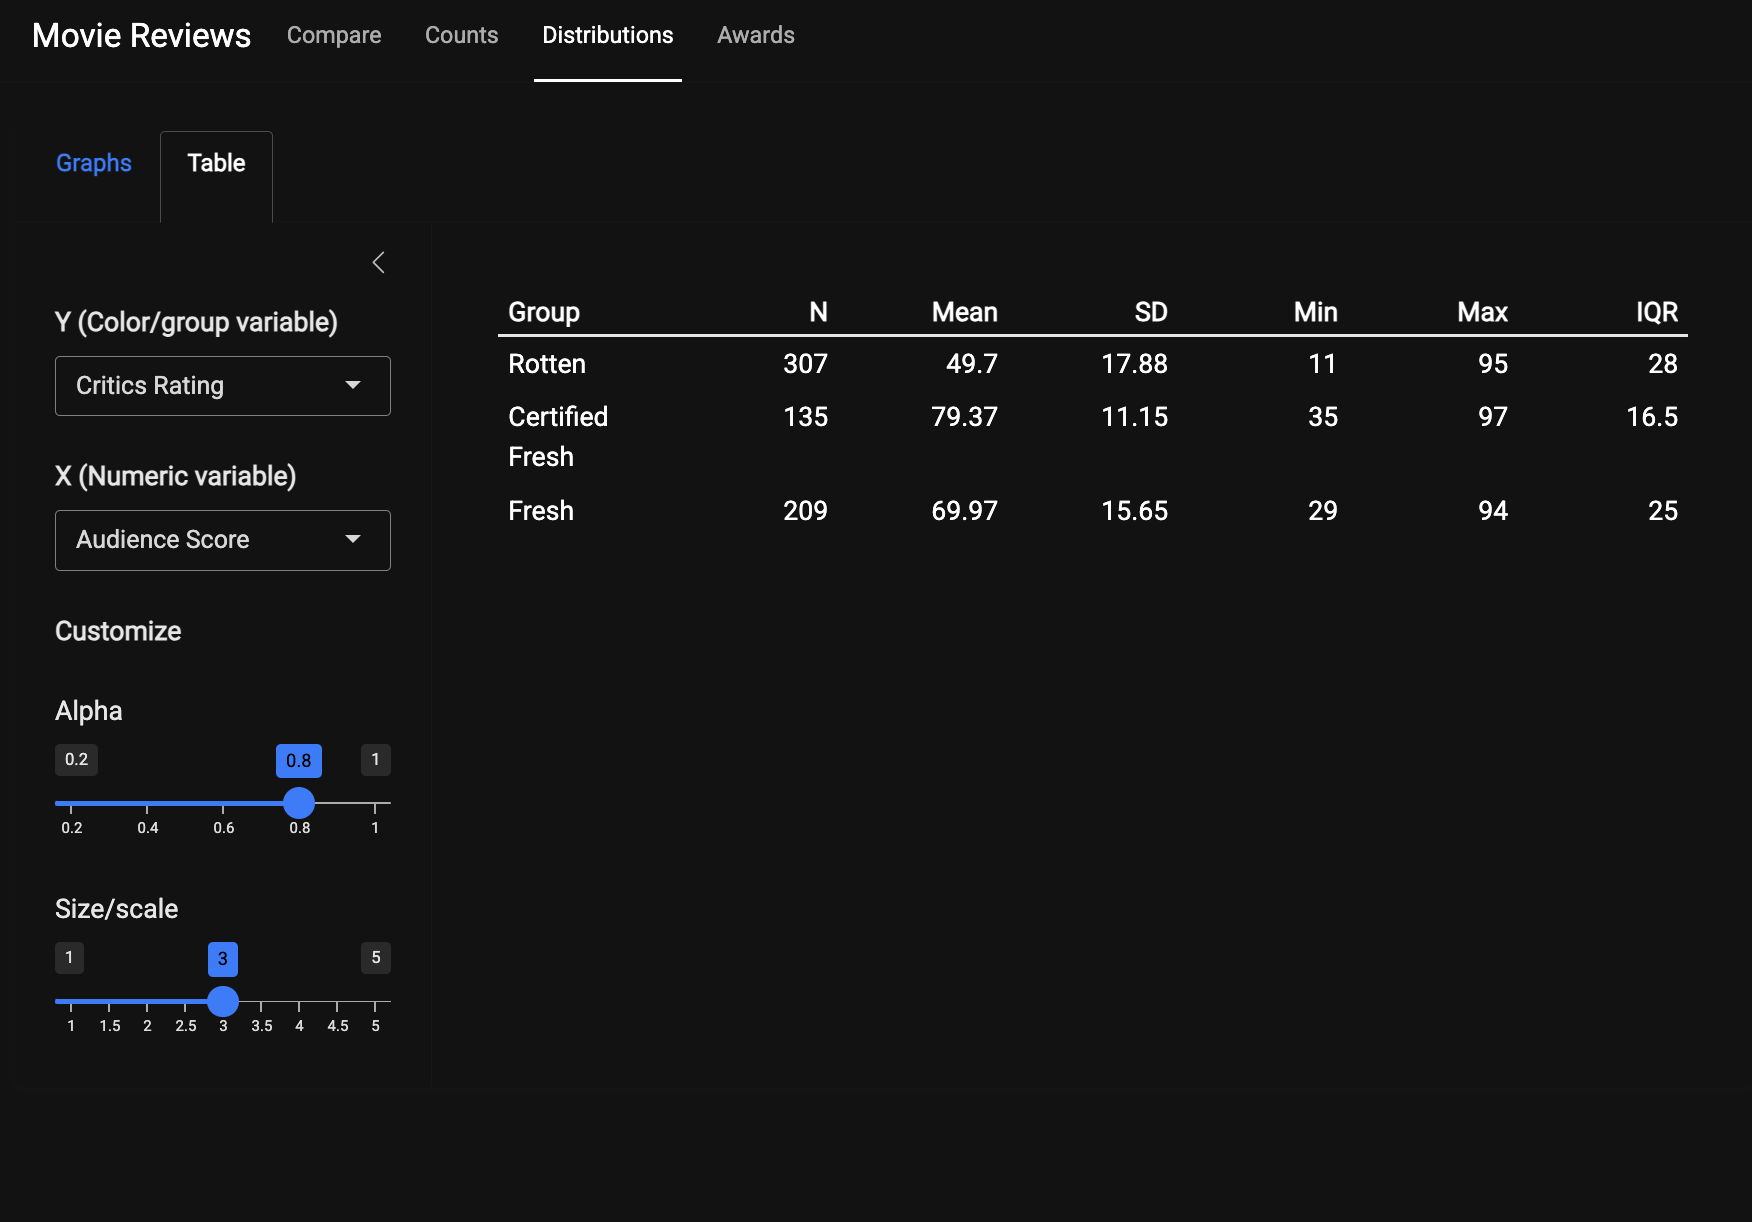 Movie Reviews Compare Counts Distributions Awards
Graphs Table
Y (Color/group variable)
Critics Rating
X (Numeric variable)
Audience Score
Customize
Alpha
0.2 0.8 1
0.2 0.4 0.6 0.8 1
Size/scale
1 3 5
1 1.5 2 2.5 3 3.5 4 4.5 5
Group N Mean SD Min Max IQR
Rotten 307 49.7 17.88 11 95 28
Certified 135 79.37 11.15 35 97 16.5
Fresh
Fresh 209 69.97 15.65 29 94 25